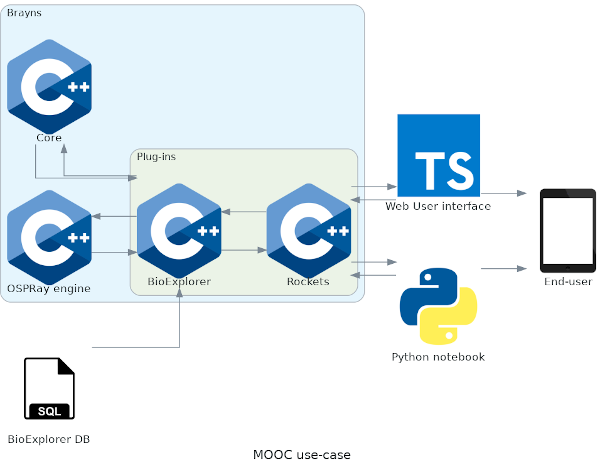 Brayns
++
Core
Plug-ins
TS
Web User interface
++
OSPRay engine
++
BioExplorer
++
Rockets
End-user
Python notebook
SQL
BioExplorer DB
MOOC use-case